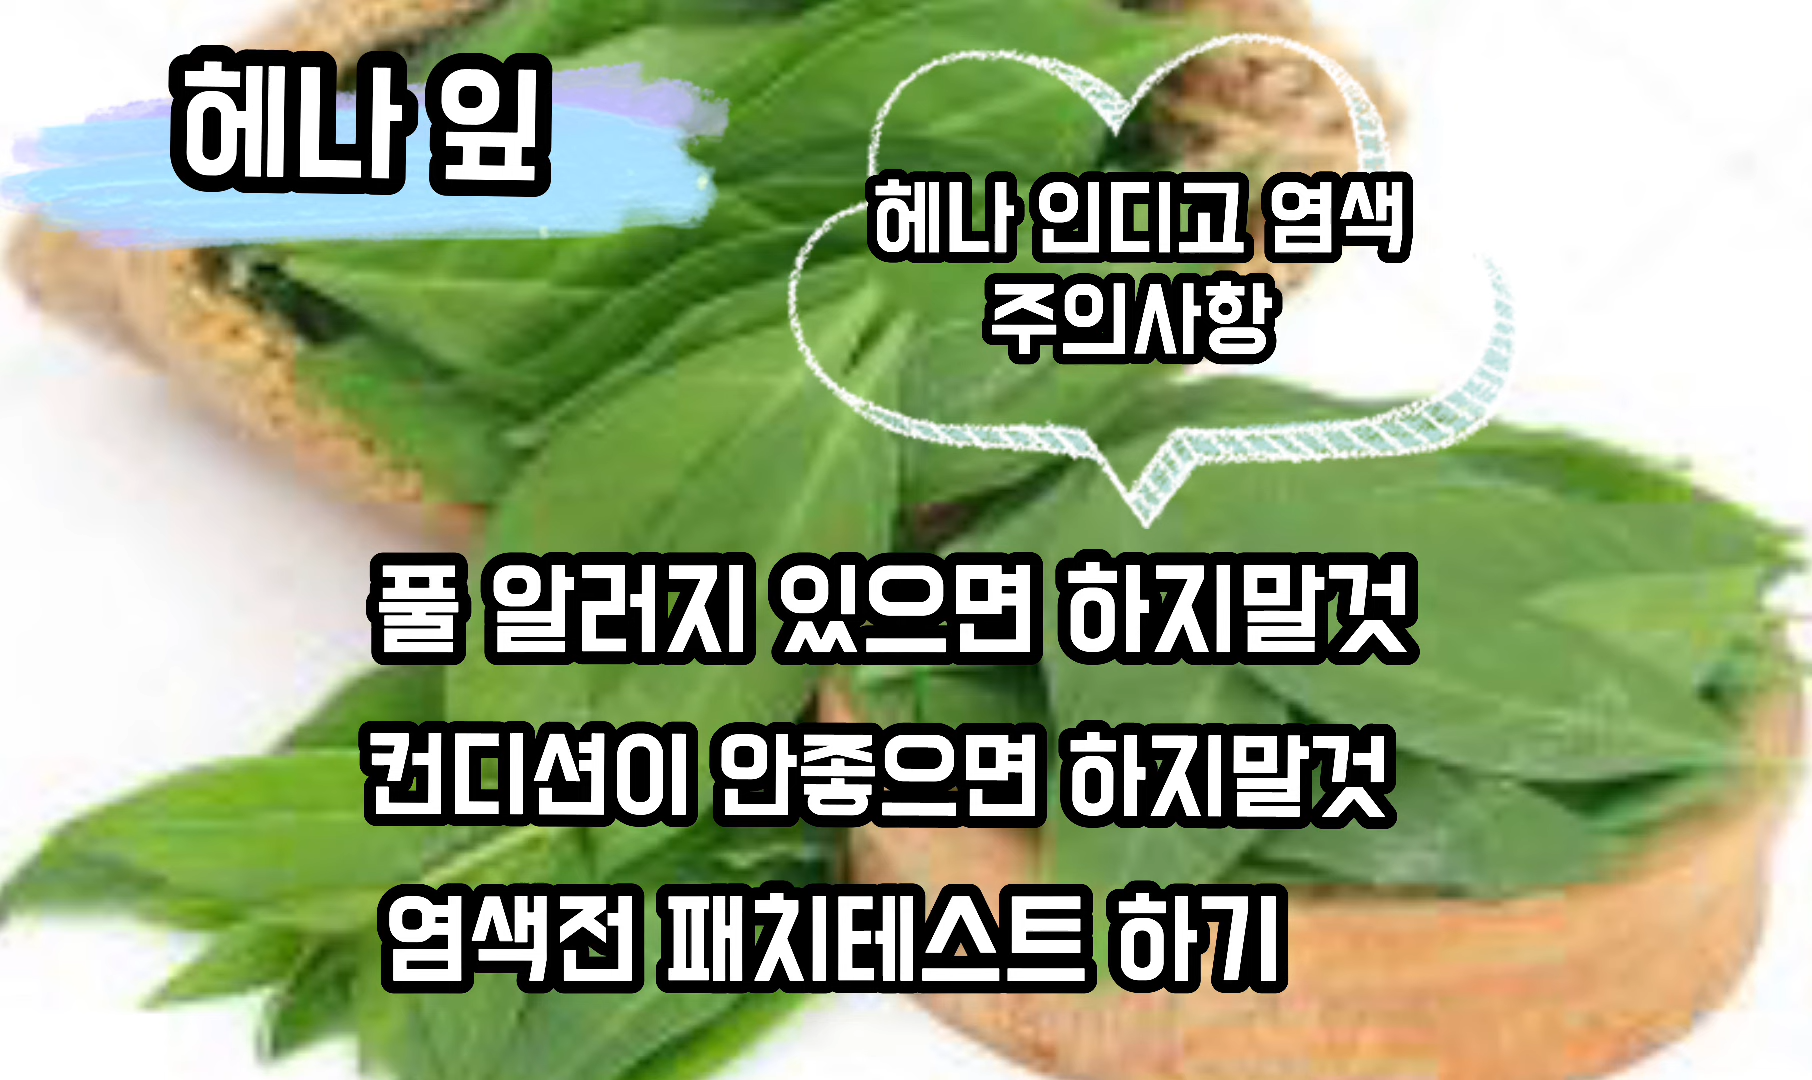 헤나 잎
헤나 인디고 염색
주의사항
풀 알러지 있으면 하지말것
컨디션이 안좋으면 하지말것
염색전 패치테스트 하기